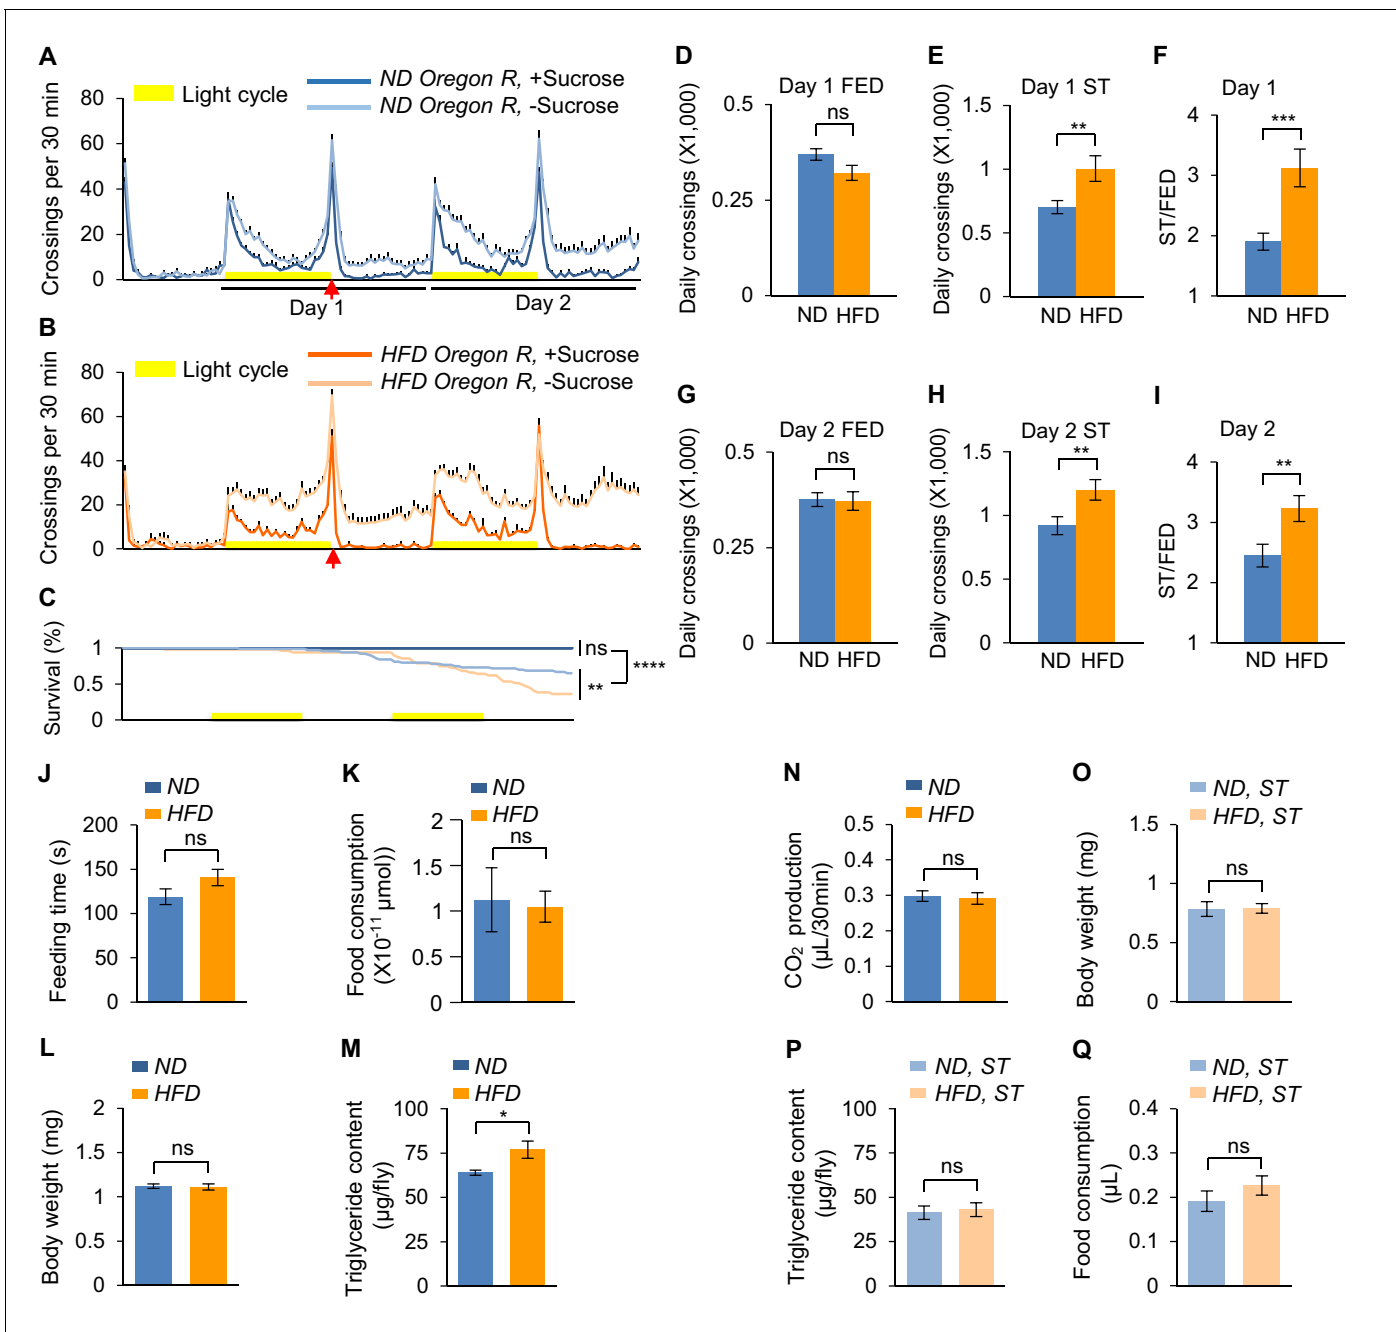 A
ND Oregon R, +Sucrose
Light cycle
ND Oregon R, -Sucrose
Crossings per 30 min
80
60
40
20
0
Day 1
Day 2
B
HFD Oregon R, +Sucrose
Light cycle
HFD Oregon R, -Sucrose
Crossings per 30 min
80
60
40
20
0
C
Survival (%)
1
0.5
0
ns
****
**
D
Day 1 FED
Daily crossings (X1,000)
0.5
0.25
0
ns
ND HFD
E
Day 1 ST
Daily crossings (X1,000)
1.5
1
0.5
0
**
ND HFD
F
Day 1
ST/FED
4
3
2
1
***
ND HFD
G
Day 2 FED
Daily crossings (X1,000)
0.5
0.25
0
ns
ND HFD
H
Day 2 ST
Daily crossings (X1,000)
1.5
1
0.5
0
**
ND HFD
I
Day 2
ST/FED
4
3
2
1
**
ND HFD
J
ND
HFD
Feeding time (s)
200
150
100
50
0
ns
K
ND
HFD
Food consumption
(X10⁻¹¹ µmol))
2
1.5
1
0.5
0
ns
L
ND
HFD
Body weight (mg)
2
1.5
1
0.5
0
ns
M
ND
HFD
Triglyceride content
(µg/fly)
100
75
50
25
0
*
N
ND
HFD
CO₂ production
(µL/30min)
0.5
0.4
0.3
0.2
0.1
0
ns
O
ND, ST
HFD, ST
Body weight (mg)
2
1.5
1
0.5
0
ns
P
ND, ST
HFD, ST
Triglyceride content
(µg/fly)
100
75
50
25
0
ns
Q
ND, ST
HFD, ST
Food consumption
(µL)
0.4
0.3
0.2
0.1
0
ns